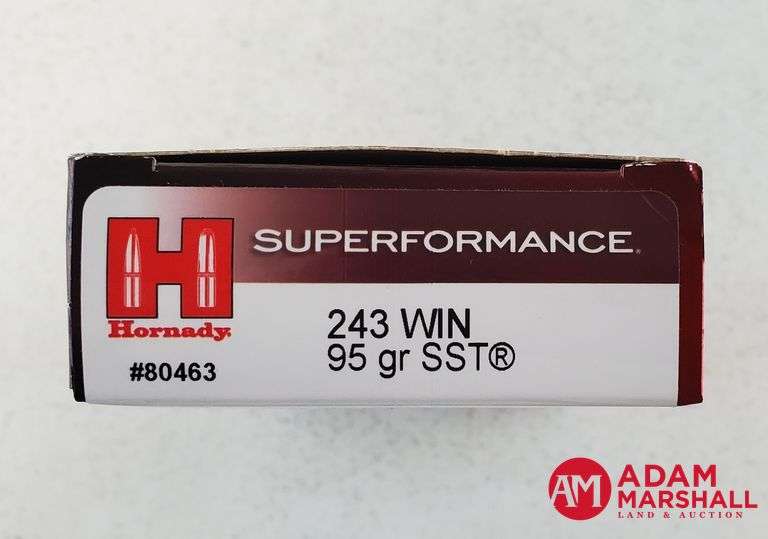 SUPERFORMANCE®
Hornady®
#80463
243 WIN
95 gr SST®
AM
ADAM
MARSHALL
LAND & AUCTION